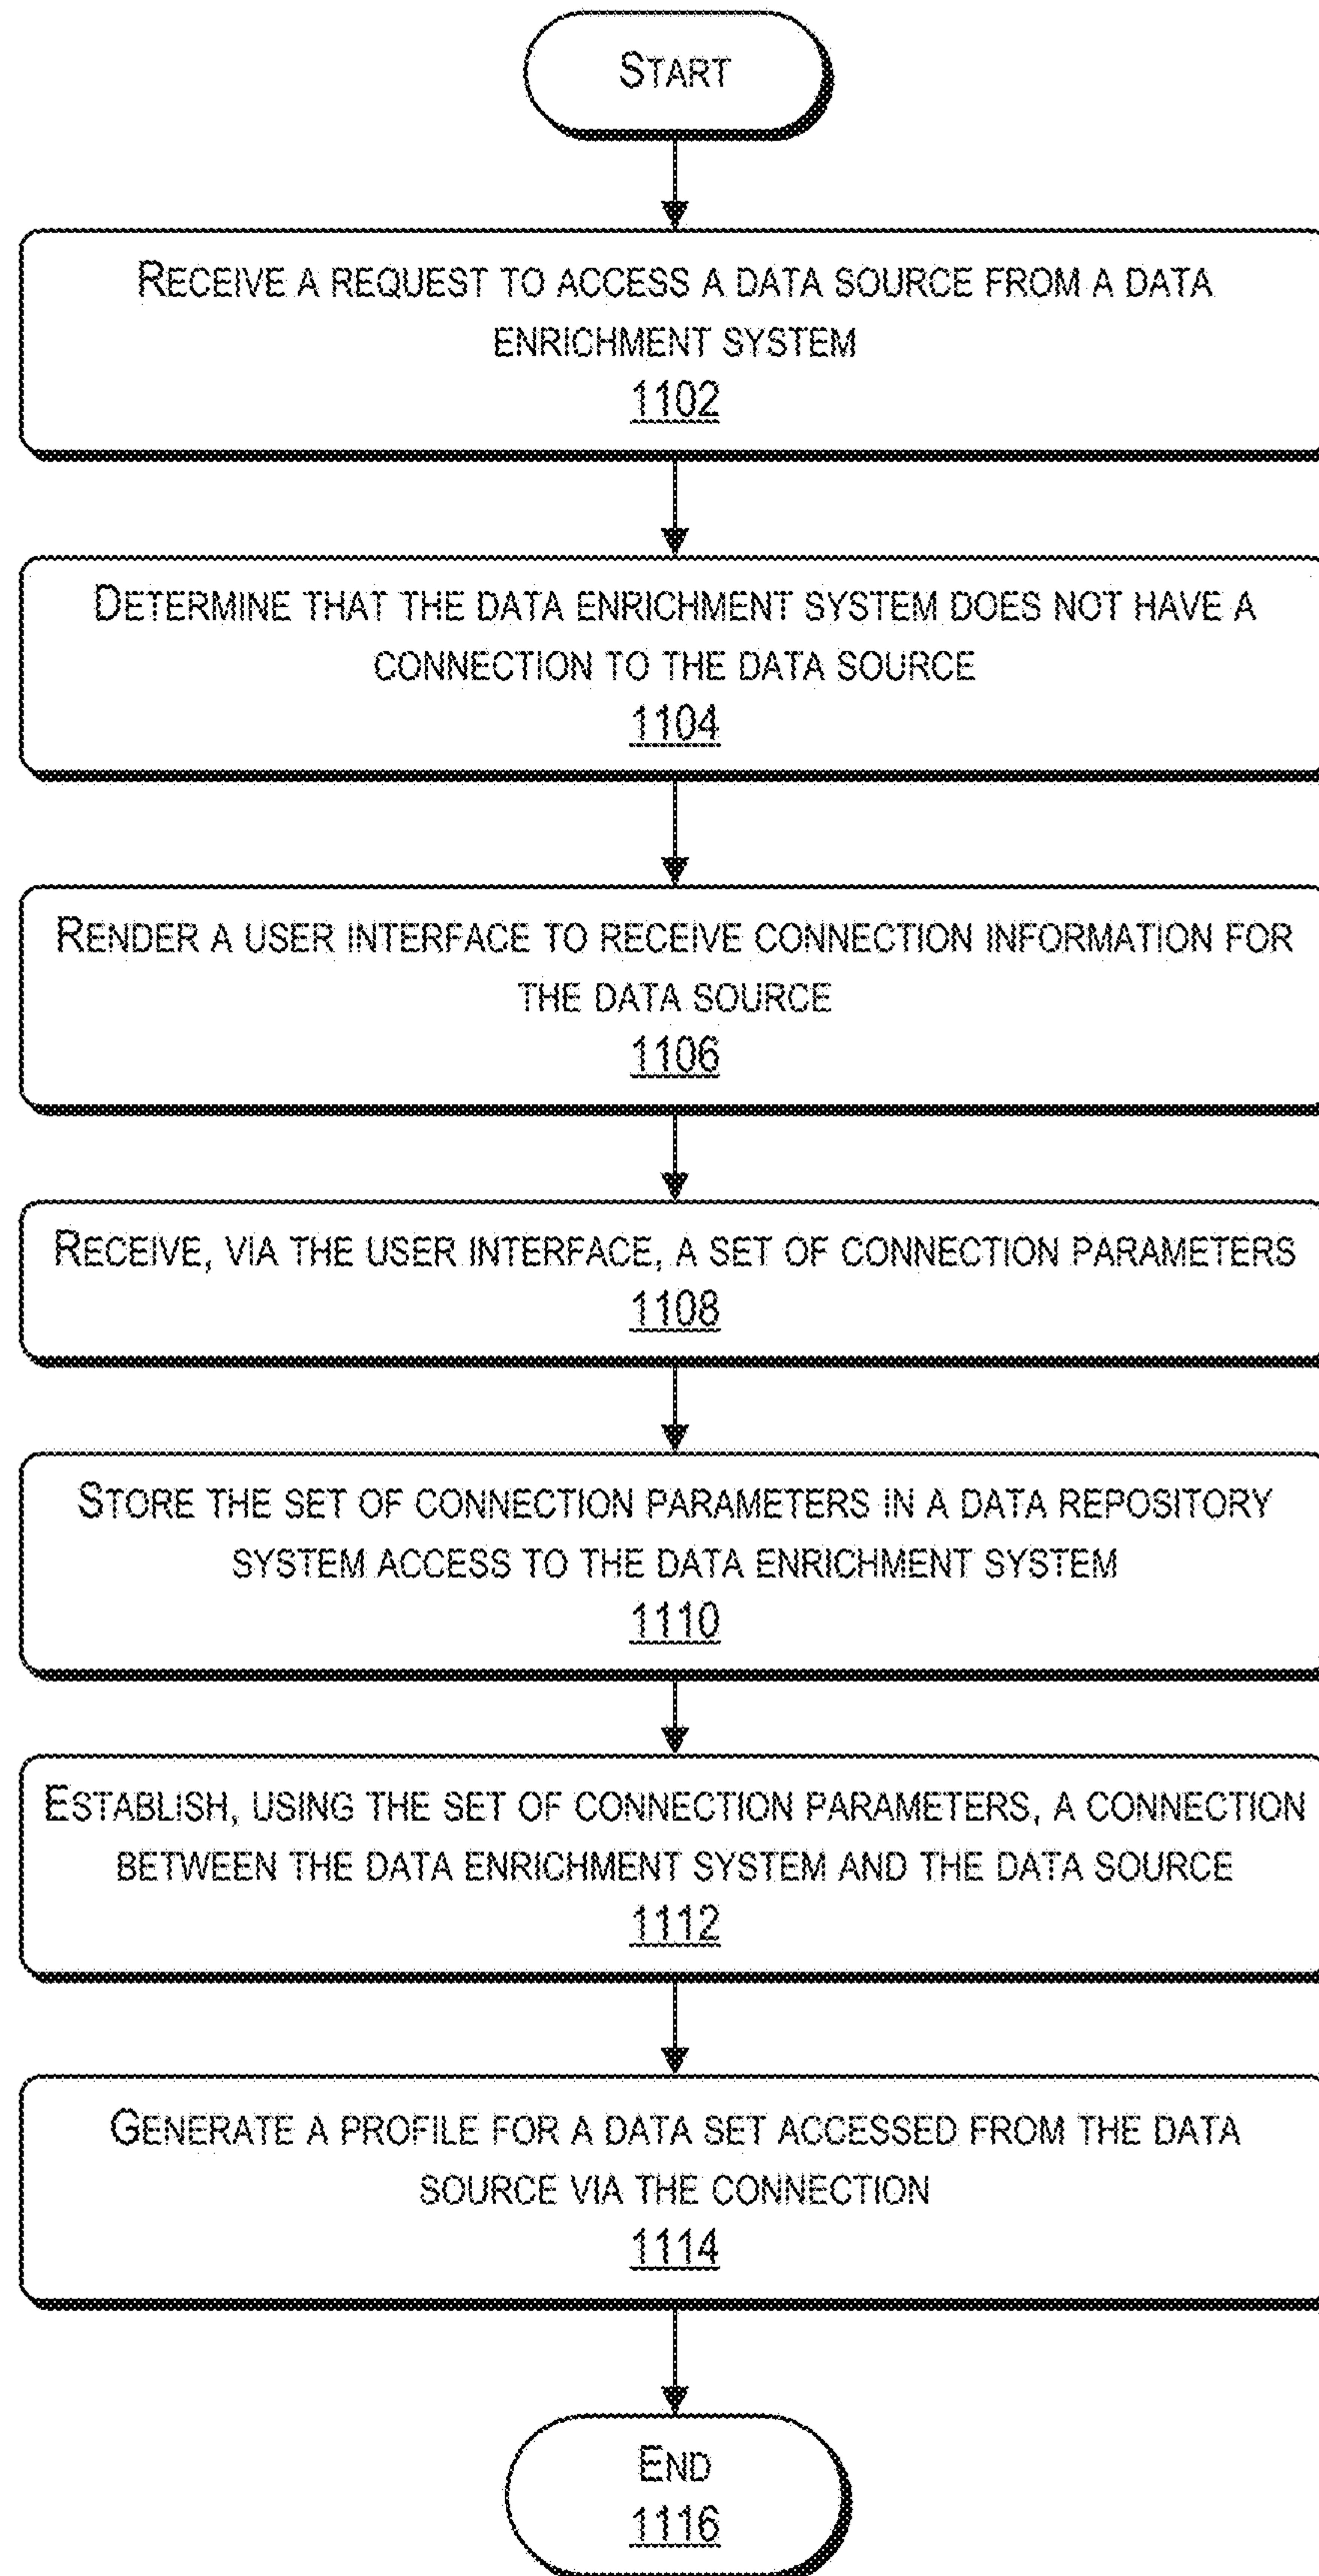 START
RECEIVE A REQUEST TO ACCESS A DATA SOURCE FROM A DATA
ENRICHMENT SYSTEM
1102
DETERMINE THAT THE DATA ENRICHMENT SYSTEM DOES NOT HAVE A
CONNECTION TO THE DATA SOURCE
1104
RENDER A USER INTERFACE TO RECEIVE CONNECTION INFORMATION FOR
THE DATA SOURCE
1106
RECEIVE, VIA THE USER INTERFACE, A SET OF CONNECTION PARAMETERS
1108
STORE THE SET OF CONNECTION PARAMETERS IN A DATA REPOSITORY
SYSTEM ACCESS TO THE DATA ENRICHMENT SYSTEM
1110
ESTABLISH, USING THE SET OF CONNECTION PARAMETERS, A CONNECTION
BETWEEN THE DATA ENRICHMENT SYSTEM AND THE DATA SOURCE
1112
GENERATE A PROFILE FOR A DATA SET ACCESSED FROM THE DATA
SOURCE VIA THE CONNECTION
1114
END
1116